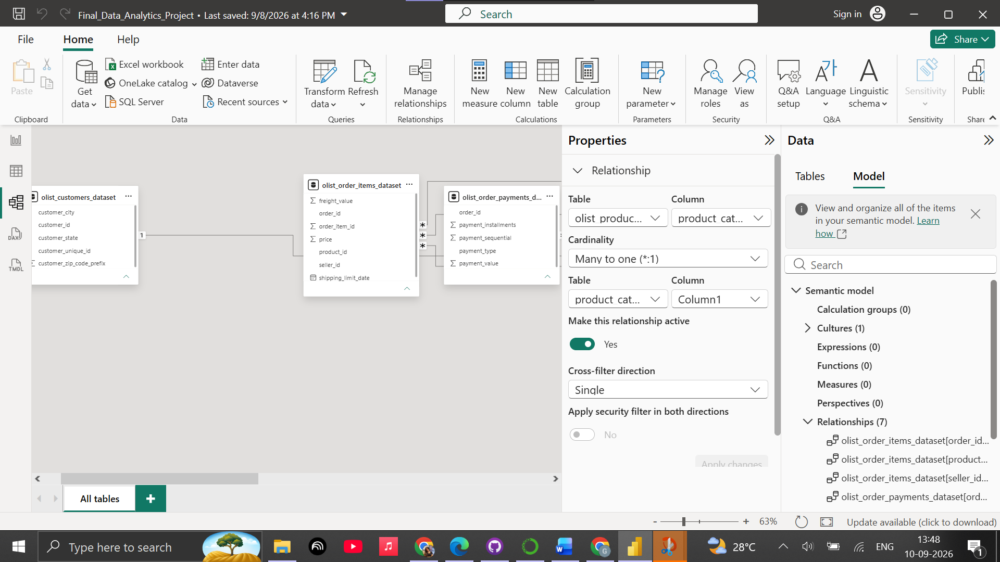 Final_Data_Analytics_Project • Last saved: 9/8/2026 at 4:16 PM
Search
Sign in
File
Home
Help
Share
Paste
Clipboard
Get data
Excel workbook
OneLake catalog
SQL Server
Enter data
Dataverse
Recent sources
Data
Transform data
Refresh
Queries
Manage relationships
Relationships
New measure
New column
New table
Calculation group
Calculations
New parameter
Parameters
Manage roles
View as
Security
Q&A setup
Language
Linguistic schema
Q&A
Sensitivity
Sensitivity
Publis
Share
DAX
TMDL
olist_customers_dataset
customer_city
customer_id
customer_state
customer_unique_id
customer_zip_code_prefix
1
olist_order_items_dataset
freight_value
order_id
order_item_id
price
product_id
seller_id
shipping_limit_date
*
*
*
olist_order_payments_d...
order_id
payment_installments
payment_sequential
payment_type
payment_value
All tables
Properties
Relationship
Table
Column
olist_produc...
product_cat...
Cardinality
Many to one (*:1)
Table
Column
product_cat...
Column1
Make this relationship active
Yes
Cross-filter direction
Single
Apply security filter in both directions
No
Apply changes
Data
Tables
Model
View and organize all of the items
in your semantic model. Learn
how
Search
Semantic model
Calculation groups (0)
Cultures (1)
Expressions (0)
Functions (0)
Measures (0)
Perspectives (0)
Relationships (7)
olist_order_items_dataset[order_id...
olist_order_items_dataset[product...
olist_order_items_dataset[seller_id...
olist_order_payments_dataset[ord...
- + 63%
Update available (click to download)
Type here to search
28°C
ENG
13:48
10-09-2026
1